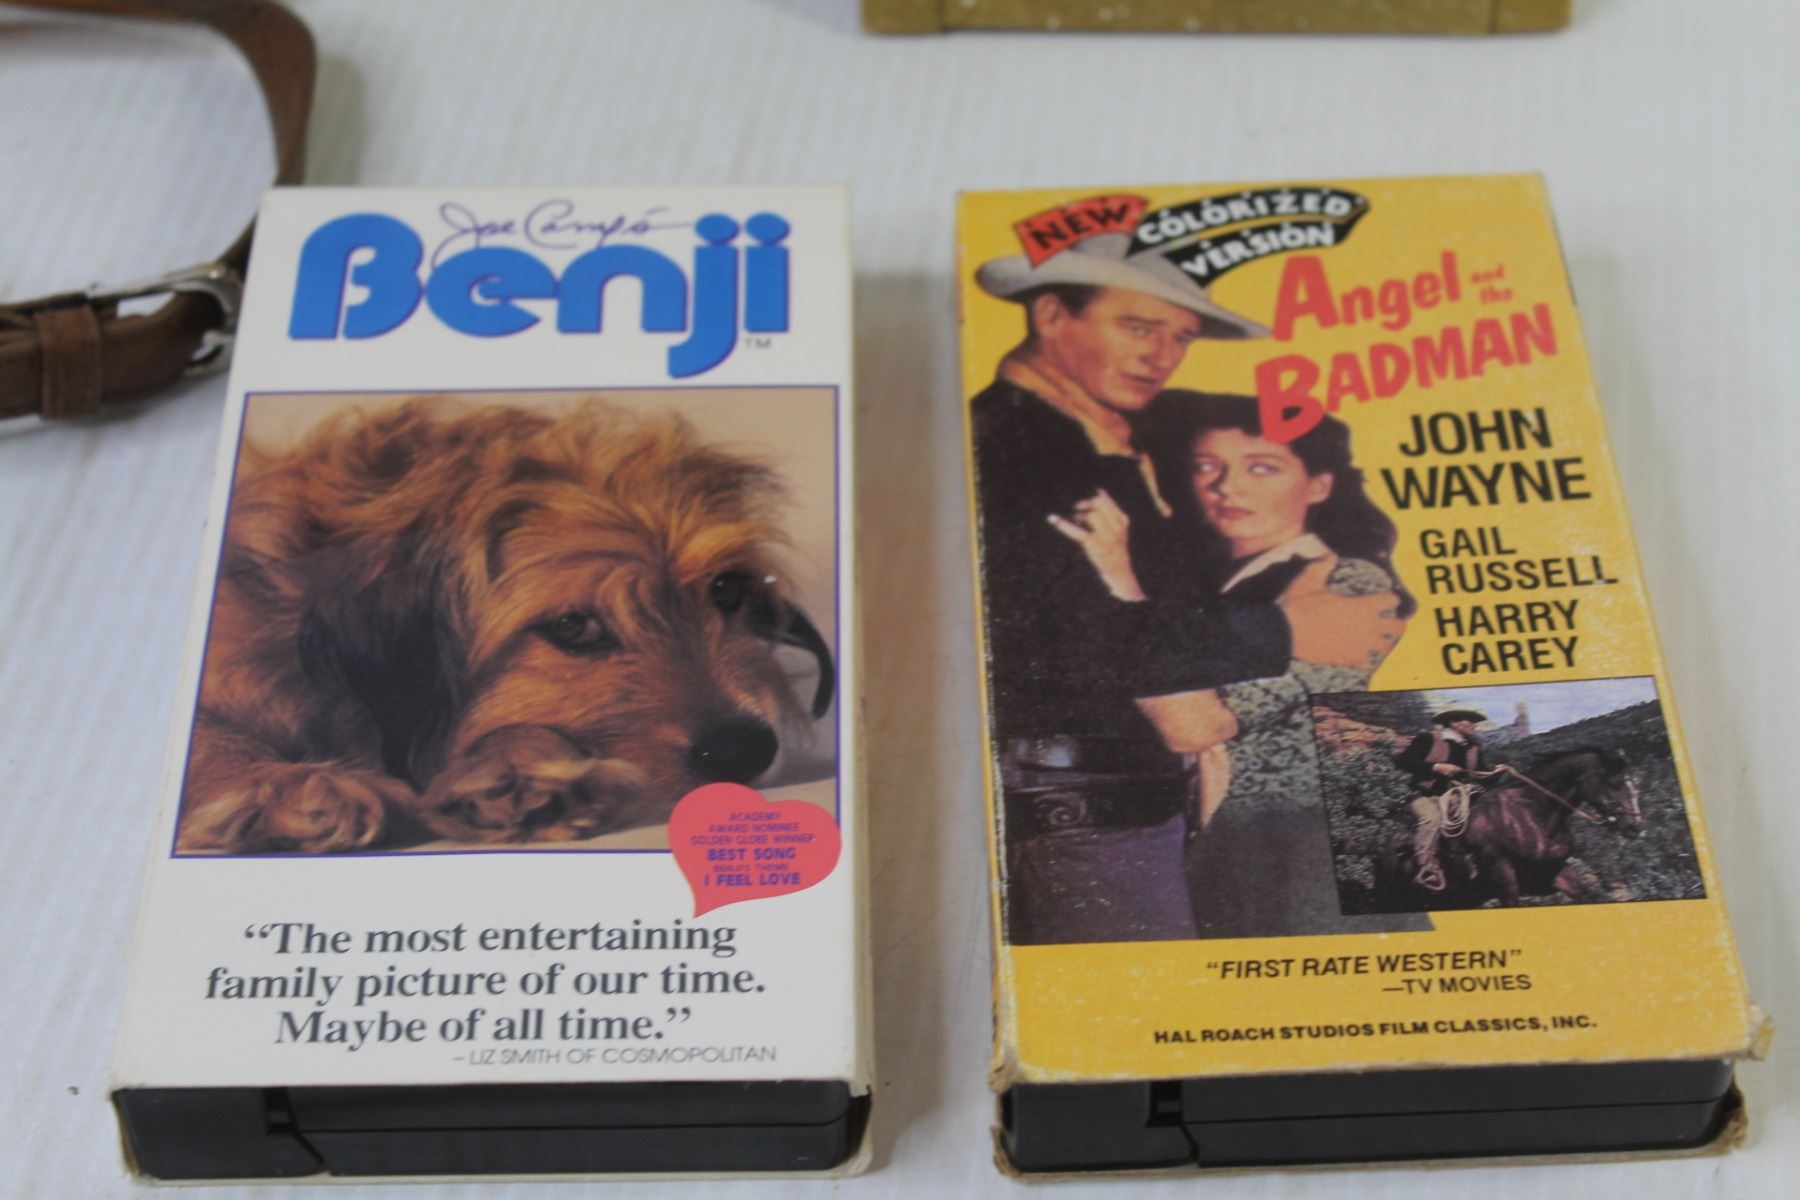 Joe Camp's
Benji
TM
ACADEMY
AWARD NOMINEE
GOLDEN GLOBE WINNER
BEST SONG
BENJI'S THEME
I FEEL LOVE
“The most entertaining
family picture of our time.
Maybe of all time.”
– LIZ SMITH OF COSMOPOLITAN
NEW COLORIZED
VERSION
Angel and
the
BADMAN
JOHN
WAYNE
GAIL
RUSSELL
HARRY
CAREY
“FIRST RATE WESTERN”
—TV MOVIES
HAL ROACH STUDIOS FILM CLASSICS, INC.